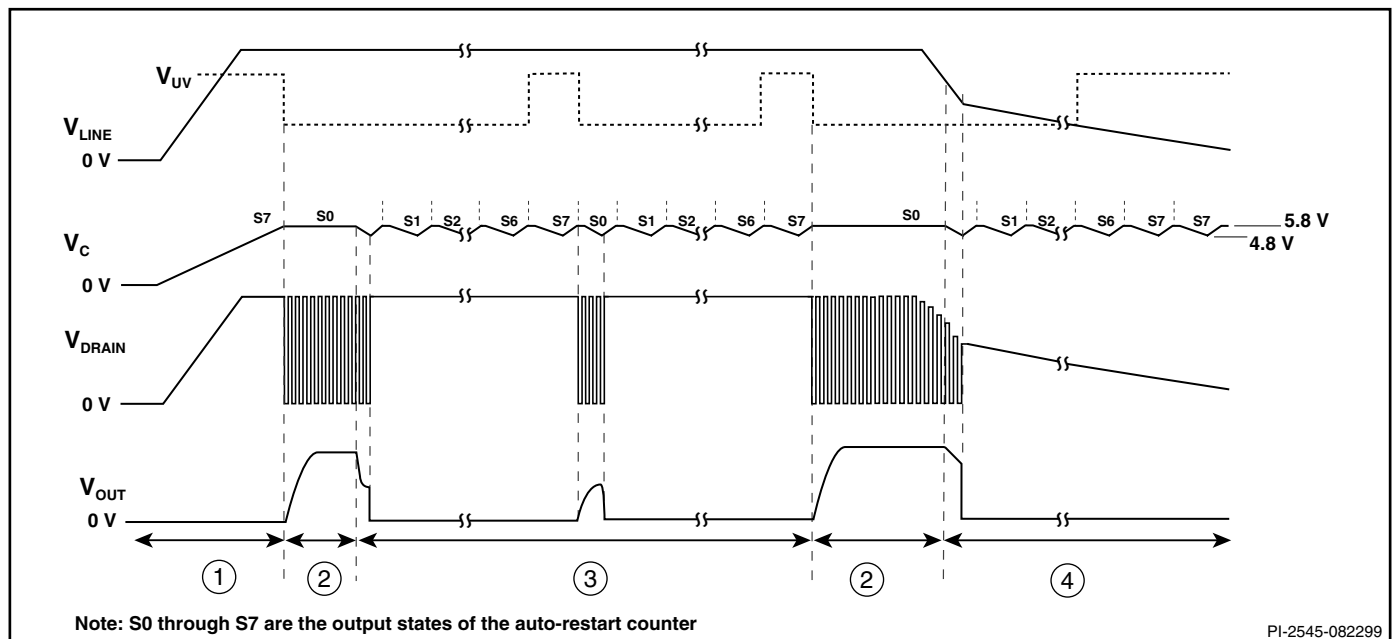 VUV
VLINE
0 V
S7 S0 S1 S2 S6 S7 S0 S1 S2 S6 S7 S0 S1 S2 S6 S7 S7 5.8 V
4.8 V
VC
0 V
VDRAIN
0 V
VOUT
0 V
1 2 3 2 4
Note: S0 through S7 are the output states of the auto-restart counter
PI-2545-082299